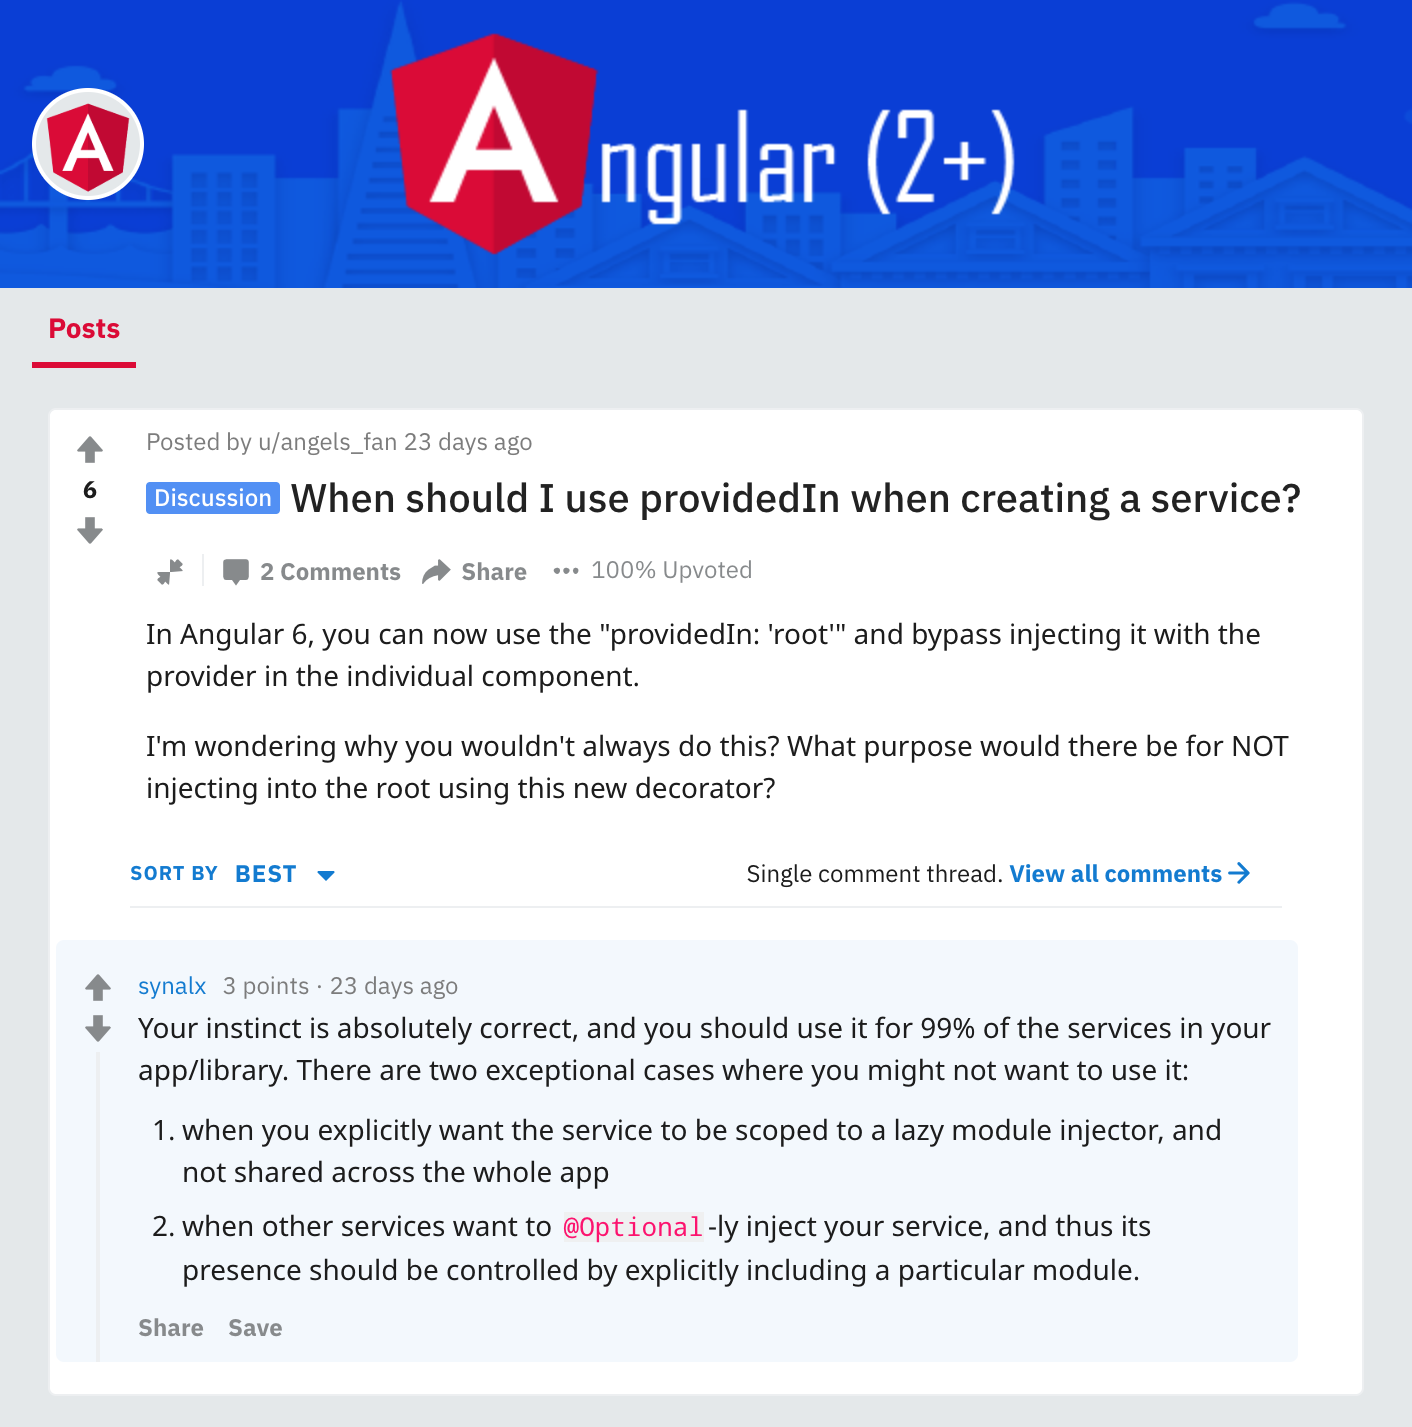 Angular (2+)
A
Posts
Posted by u/angels_fan 23 days ago
6
Discussion When should I use providedIn when creating a service?
2 Comments Share ••• 100% Upvoted
In Angular 6, you can now use the "providedIn: 'root'" and bypass injecting it with the
provider in the individual component.
I'm wondering why you wouldn't always do this? What purpose would there be for NOT
injecting into the root using this new decorator?
SORT BY BEST
Single comment thread. View all comments →
synalx 3 points · 23 days ago
Your instinct is absolutely correct, and you should use it for 99% of the services in your
app/library. There are two exceptional cases where you might not want to use it:
1. when you explicitly want the service to be scoped to a lazy module injector, and
not shared across the whole app
2. when other services want to @Optional-ly inject your service, and thus its
presence should be controlled by explicitly including a particular module.
Share Save